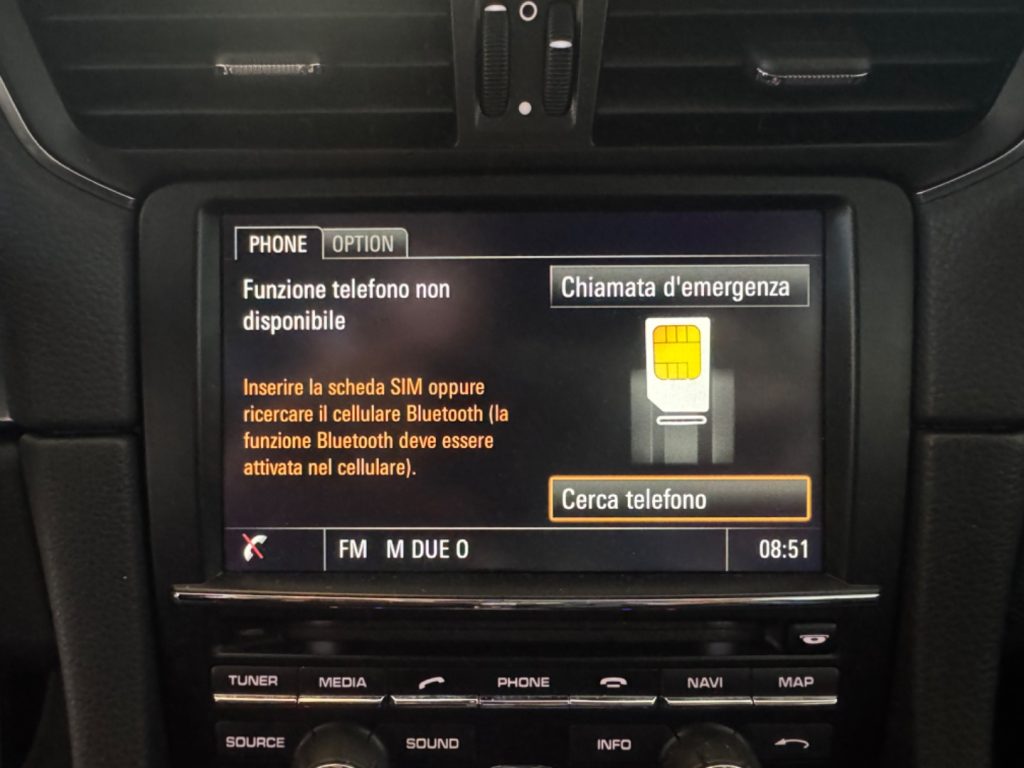 PHONE OPTION
Funzione telefono non
disponibile
Chiamata d'emergenza
Inserire la scheda SIM oppure
ricercare il cellulare Bluetooth (la
funzione Bluetooth deve essere
attivata nel cellulare).
Cerca telefono
FM M DUE O 08:51
TUNER MEDIA PHONE NAVI MAP
SOURCE SOUND INFO